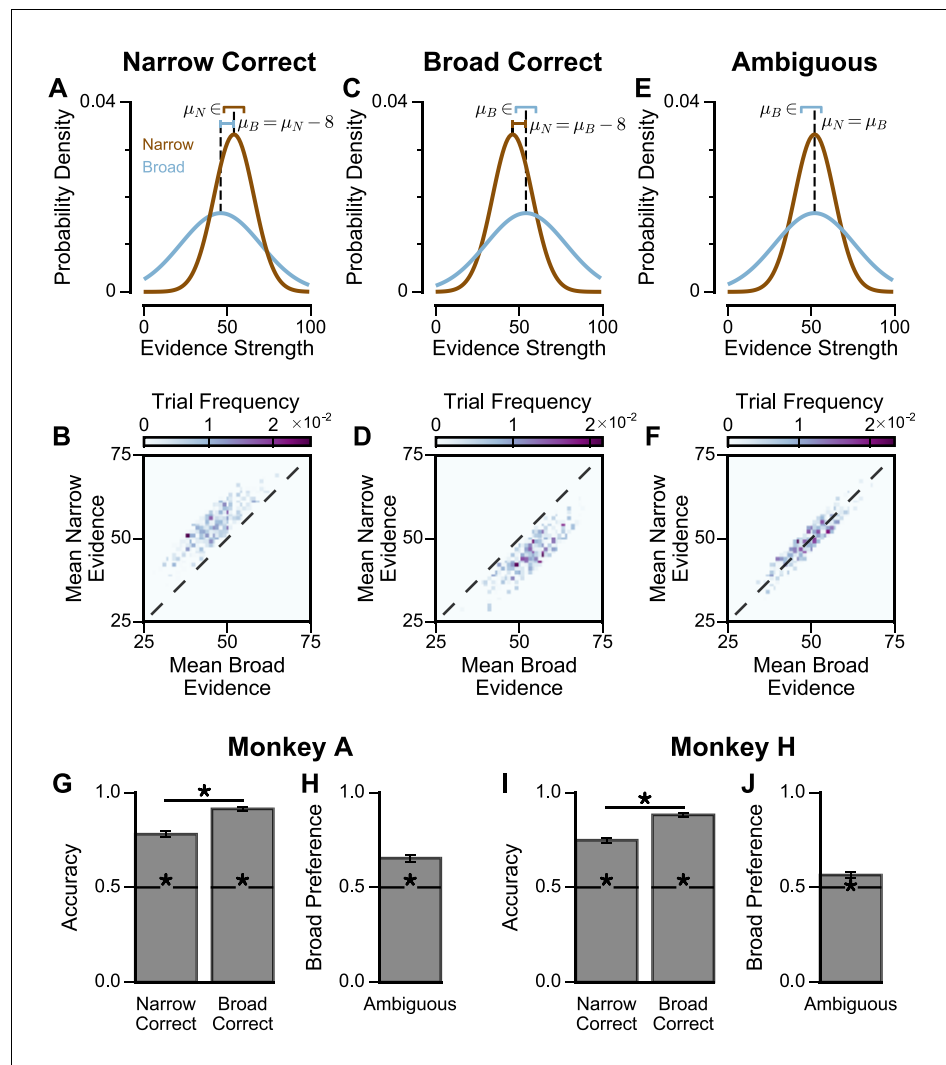 Narrow Correct
Broad Correct
Ambiguous
A
0.04
0
Probability Density
μN ∈
μB = μN − 8
Narrow
Broad
0
50
100
Evidence Strength
C
0.04
0
Probability Density
μB ∈
μN = μB − 8
0
50
100
Evidence Strength
E
0.04
0
Probability Density
μB ∈
μN = μB
0
50
100
Evidence Strength
B
Trial Frequency
0
1
2
×10⁻²
75
50
25
Mean Narrow
Evidence
25
50
75
Mean Broad
Evidence
D
Trial Frequency
0
1
2
×10⁻²
75
50
25
Mean Narrow
Evidence
25
50
75
Mean Broad
Evidence
F
Trial Frequency
0
1
2
×10⁻²
75
50
25
Mean Narrow
Evidence
25
50
75
Mean Broad
Evidence
Monkey A
Monkey H
G
1.0
0.5
0.0
Accuracy
*
*
*
Narrow
Correct
Broad
Correct
H
1.0
0.5
0.0
Broad Preference
*
Ambiguous
I
1.0
0.5
0.0
Accuracy
*
*
*
Narrow
Correct
Broad
Correct
J
1.0
0.5
0.0
Broad Preference
*
Ambiguous